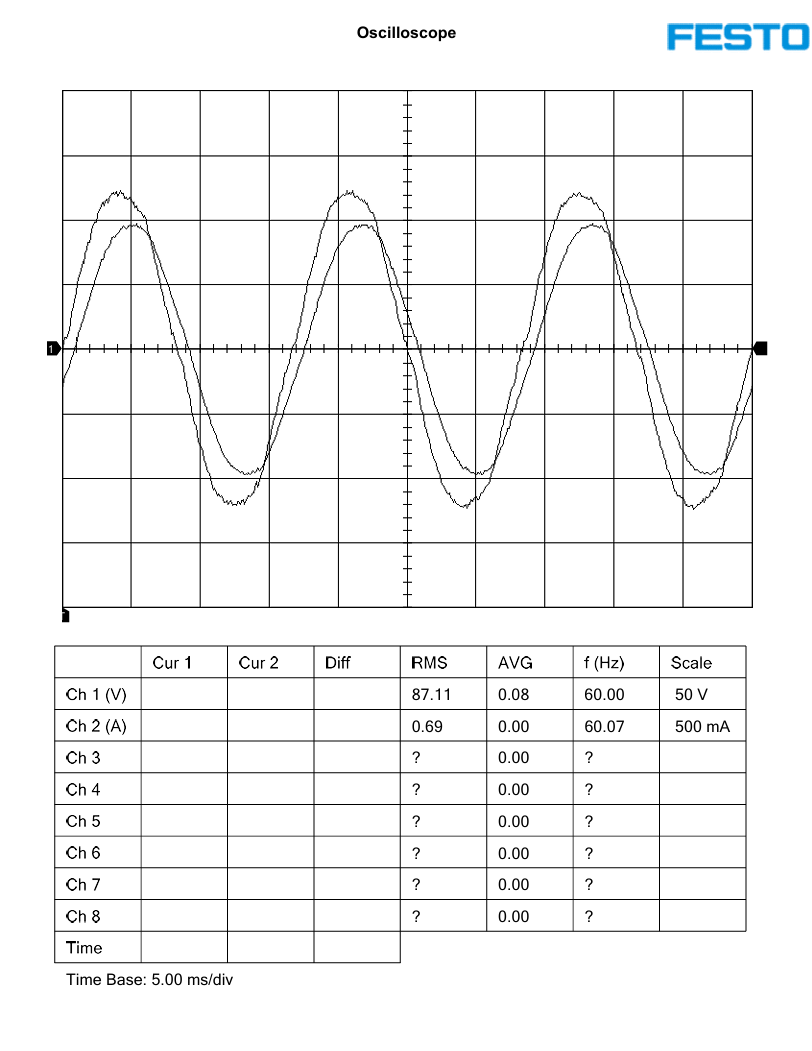 Oscilloscope
FESTO
1
Cur 1 Cur 2 Diff RMS AVG f (Hz) Scale
Ch 1 (V) 87.11 0.08 60.00 50 V
Ch 2 (A) 0.69 0.00 60.07 500 mA
Ch 3 ? 0.00 ?
Ch 4 ? 0.00 ?
Ch 5 ? 0.00 ?
Ch 6 ? 0.00 ?
Ch 7 ? 0.00 ?
Ch 8 ? 0.00 ?
Time
Time Base: 5.00 ms/div